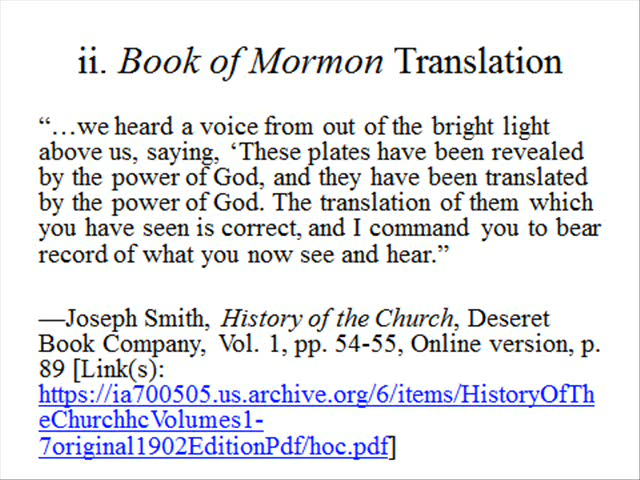 ii. Book of Mormon Translation
“…we heard a voice from out of the bright light
above us, saying, ‘These plates have been revealed
by the power of God, and they have been translated
by the power of God. The translation of them which
you have seen is correct, and I command you to bear
record of what you now see and hear.”
—Joseph Smith, History of the Church, Deseret
Book Company, Vol. 1, pp. 54-55, Online version, p.
89 [Link(s):
https://ia700505.us.archive.org/6/items/HistoryOfTh
eChurchhcVolumes1-
7original1902EditionPdf/hoc.pdf]